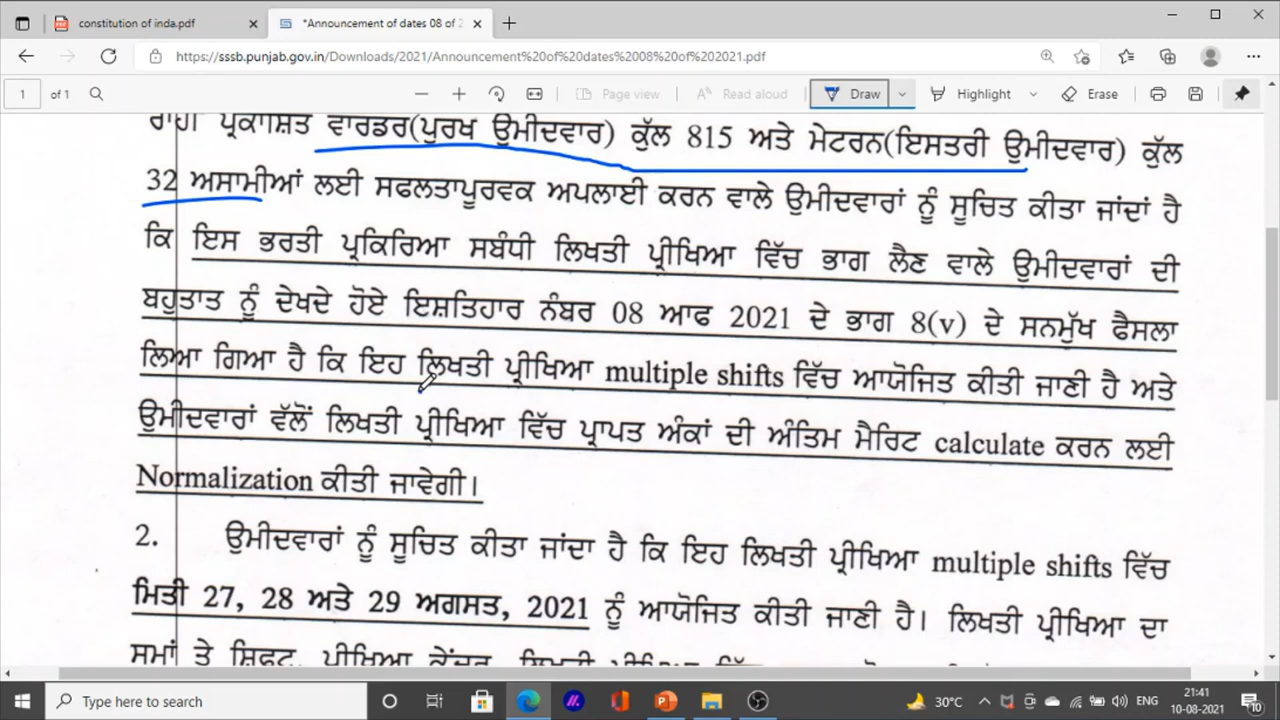 constitution of inda.pdf
*Announcement of dates 08 of 2
https://sssb.punjab.gov.in/Downloads/2021/Announcement%20of%20dates%2008%20of%202021.pdf
1 of 1 Page view Read aloud Draw Highlight Erase
ਰਾਹੀਂ ਪ੍ਰਕਾਸ਼ਿਤ ਵਾਰਡਰ(ਪੁਰਖ ਉਮੀਦਵਾਰ) ਕੁੱਲ 815 ਅਤੇ ਮੇਟਰਨ(ਇਸਤਰੀ ਉਮੀਦਵਾਰ) ਕੁੱਲ
32 ਅਸਾਮੀਆਂ ਲਈ ਸਫਲਤਾਪੂਰਵਕ ਅਪਲਾਈ ਕਰਨ ਵਾਲੇ ਉਮੀਦਵਾਰਾਂ ਨੂੰ ਸੂਚਿਤ ਕੀਤਾ ਜਾਂਦਾ ਹੈ
ਕਿ ਇਸ ਭਰਤੀ ਪ੍ਰਕਿਰਿਆ ਸਬੰਧੀ ਲਿਖਤੀ ਪ੍ਰੀਖਿਆ ਵਿੱਚ ਭਾਗ ਲੈਣ ਵਾਲੇ ਉਮੀਦਵਾਰਾਂ ਦੀ
ਬਹੁਤਾਤ ਨੂੰ ਦੇਖਦੇ ਹੋਏ ਇਸ਼ਤਿਹਾਰ ਨੰਬਰ 08 ਆਫ 2021 ਦੇ ਭਾਗ 8(v) ਦੇ ਸਨਮੁੱਖ ਫੈਸਲਾ
ਲਿਆ ਗਿਆ ਹੈ ਕਿ ਇਹ ਲਿਖਤੀ ਪ੍ਰੀਖਿਆ multiple shifts ਵਿੱਚ ਆਯੋਜਿਤ ਕੀਤੀ ਜਾਣੀ ਹੈ ਅਤੇ
ਉਮੀਦਵਾਰਾਂ ਵੱਲੋਂ ਲਿਖਤੀ ਪ੍ਰੀਖਿਆ ਵਿੱਚ ਪ੍ਰਾਪਤ ਅੰਕਾਂ ਦੀ ਅੰਤਿਮ ਮੈਰਿਟ calculate ਕਰਨ ਲਈ
Normalization ਕੀਤੀ ਜਾਵੇਗੀ।
2. ਉਮੀਦਵਾਰਾਂ ਨੂੰ ਸੂਚਿਤ ਕੀਤਾ ਜਾਂਦਾ ਹੈ ਕਿ ਇਹ ਲਿਖਤੀ ਪ੍ਰੀਖਿਆ multiple shifts ਵਿੱਚ
ਮਿਤੀ 27, 28 ਅਤੇ 29 ਅਗਸਤ, 2021 ਨੂੰ ਆਯੋਜਿਤ ਕੀਤੀ ਜਾਣੀ ਹੈ। ਲਿਖਤੀ ਪ੍ਰੀਖਿਆ ਦਾ
ਸਮਾਂ ਤੇ ਸ਼ਿਫਟ, ਪ੍ਰੀਖਿਆ ਕੇਂਦਰ, ਲਿਖਤੀ ਪ੍ਰੀਖਿਆ
Type here to search
30°C ENG 21:41
10-08-2021 10